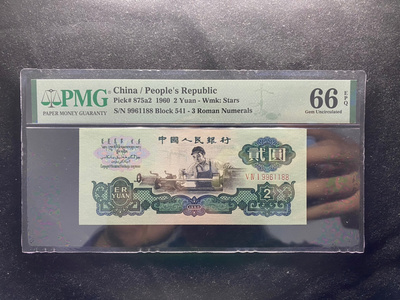 PMG
PAPER MONEY GUARANTY
China / People's Republic
Pick# 875a2 1960 2 Yuan - Wmk: Stars
S/N 9961188 Block 541 - 3 Roman Numerals
66 EPQ
Gem Uncirculated
中國人民银行
贰圆
9961188
ER
YUAN
2